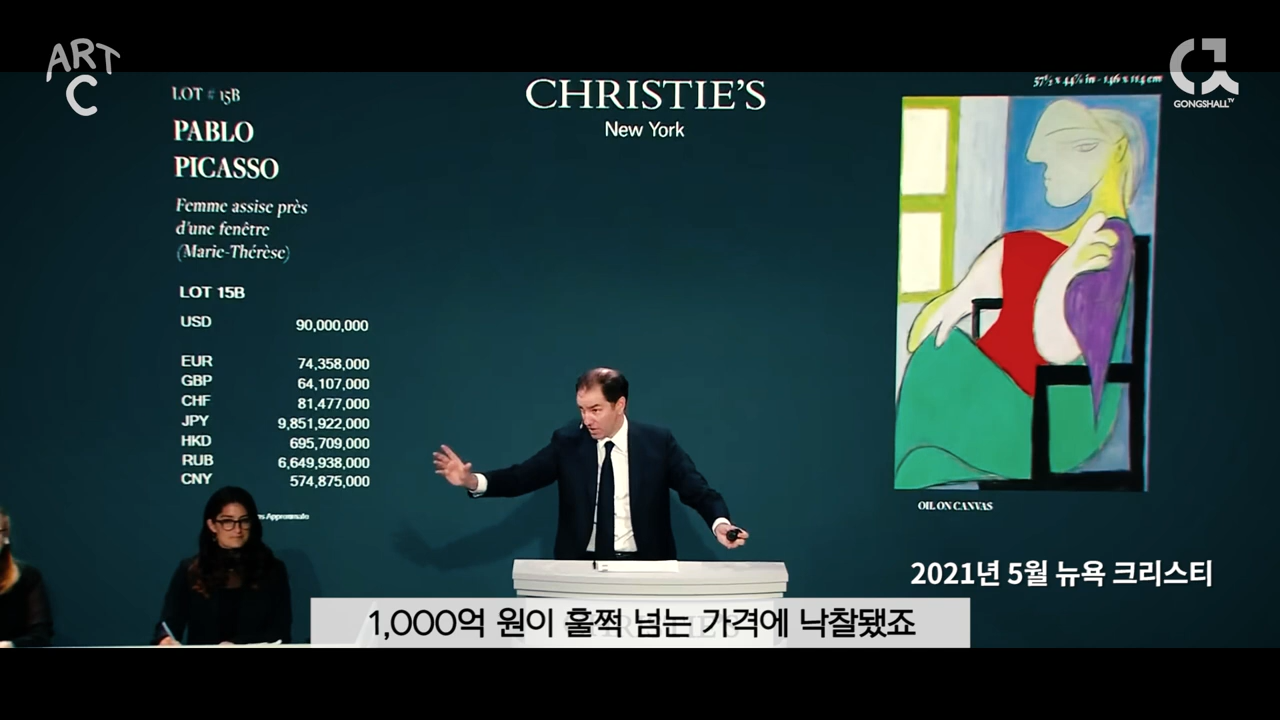 ART
C
GONGSHALL TV
LOT # 15B
PABLO
PICASSO
Femme assise près
d'une fenêtre
(Marie-Thérèse)
LOT 15B
USD 90,000,000
EUR 74,358,000
GBP 64,107,000
CHF 81,477,000
JPY 9,851,922,000
HKD 695,709,000
RUB 6,649,938,000
CNY 574,875,000
CHRISTIE'S
New York
OIL ON CANVAS
2021년 5월 뉴욕 크리스티
1,000억 원이 훌쩍 넘는 가격에 낙찰됐죠